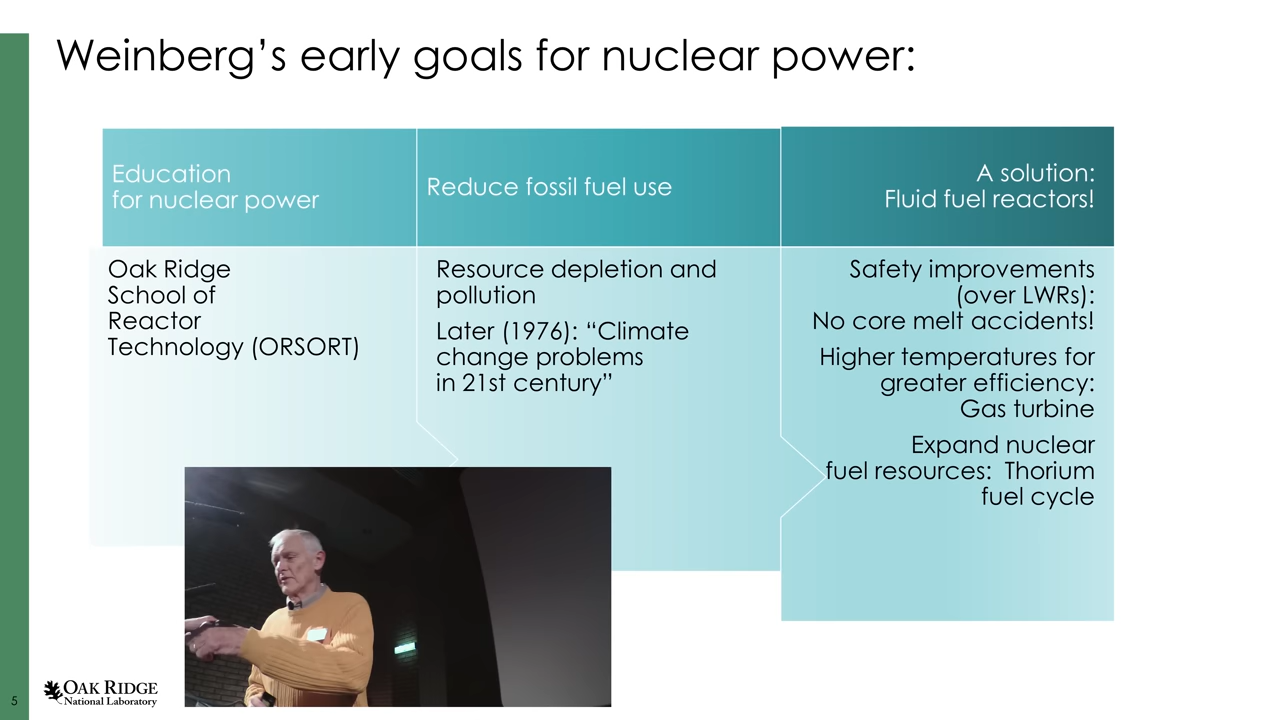 Weinberg’s early goals for nuclear power:
Education
for nuclear power
Oak Ridge
School of
Reactor
Technology (ORSORT)
Reduce fossil fuel use
Resource depletion and
pollution
Later (1976): “Climate
change problems
in 21st century”
A solution:
Fluid fuel reactors!
Safety improvements
(over LWRs):
No core melt accidents!
Higher temperatures for
greater efficiency:
Gas turbine
Expand nuclear
fuel resources: Thorium
fuel cycle
5
OAK RIDGE
National Laboratory